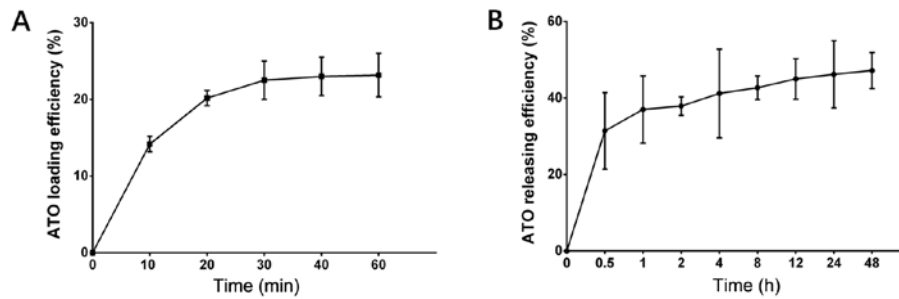 A
ATO loading efficiency (%)
30
20
10
0
0 10 20 30 40 60
Time (min)
B
ATO releasing efficiency (%)
60
40
20
0
0 0.5 1 2 4 8 12 24 48
Time (h)